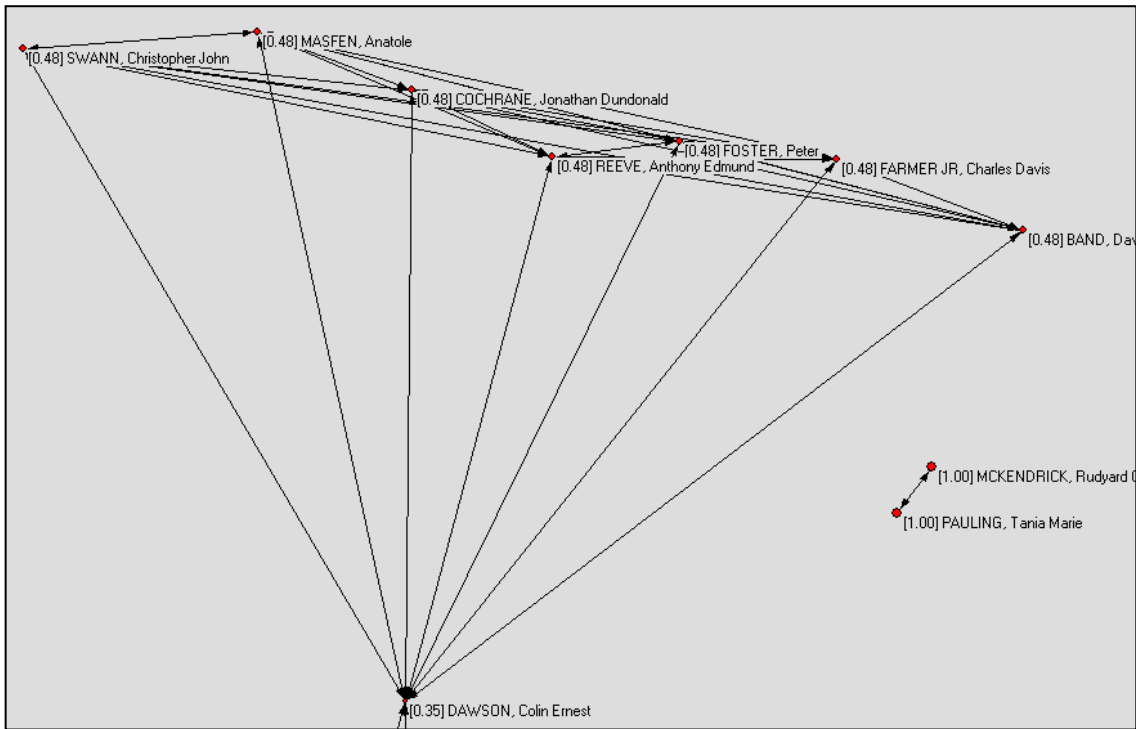 [0.48] MASFEN, Anatole
[0.48] SWANN, Christopher John
[0.48] COCHRANE, Jonathan Dundonald
[0.48] FOSTER, Peter
[0.48] REEVE, Anthony Edmund
[0.48] FARMER JR, Charles Davis
[0.48] BAND, Dav
[1.00] MCKENDRICK, Rudyard
[1.00] PAULING, Tania Marie
[0.35] DAWSON, Colin Ernest